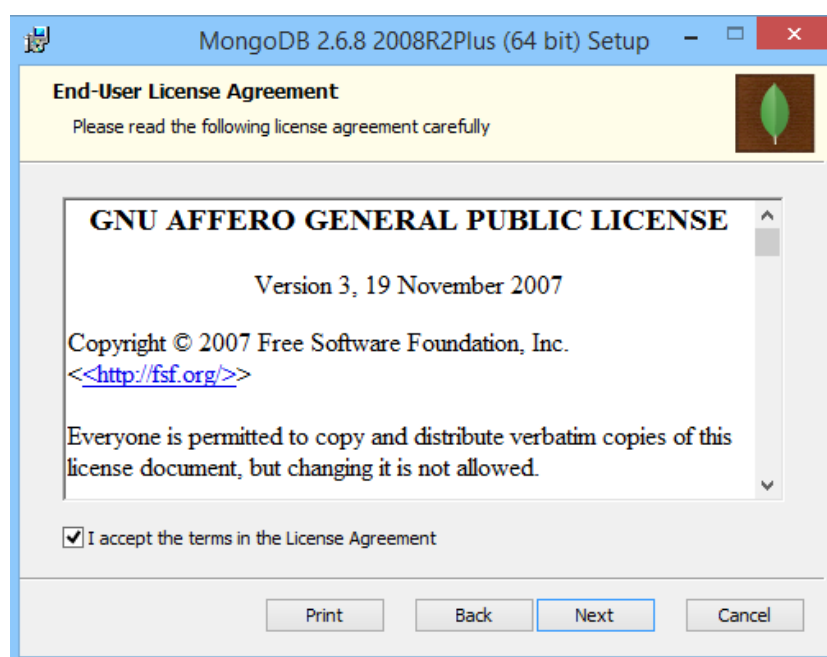 MongoDB 2.6.8 2008R2Plus (64 bit) Setup
End-User License Agreement
Please read the following license agreement carefully
GNU AFFERO GENERAL PUBLIC LICENSE
Version 3, 19 November 2007
Copyright © 2007 Free Software Foundation, Inc.
<<http://fsf.org/>>
Everyone is permitted to copy and distribute verbatim copies of this
license document, but changing it is not allowed.
I accept the terms in the License Agreement
Print Back Next Cancel